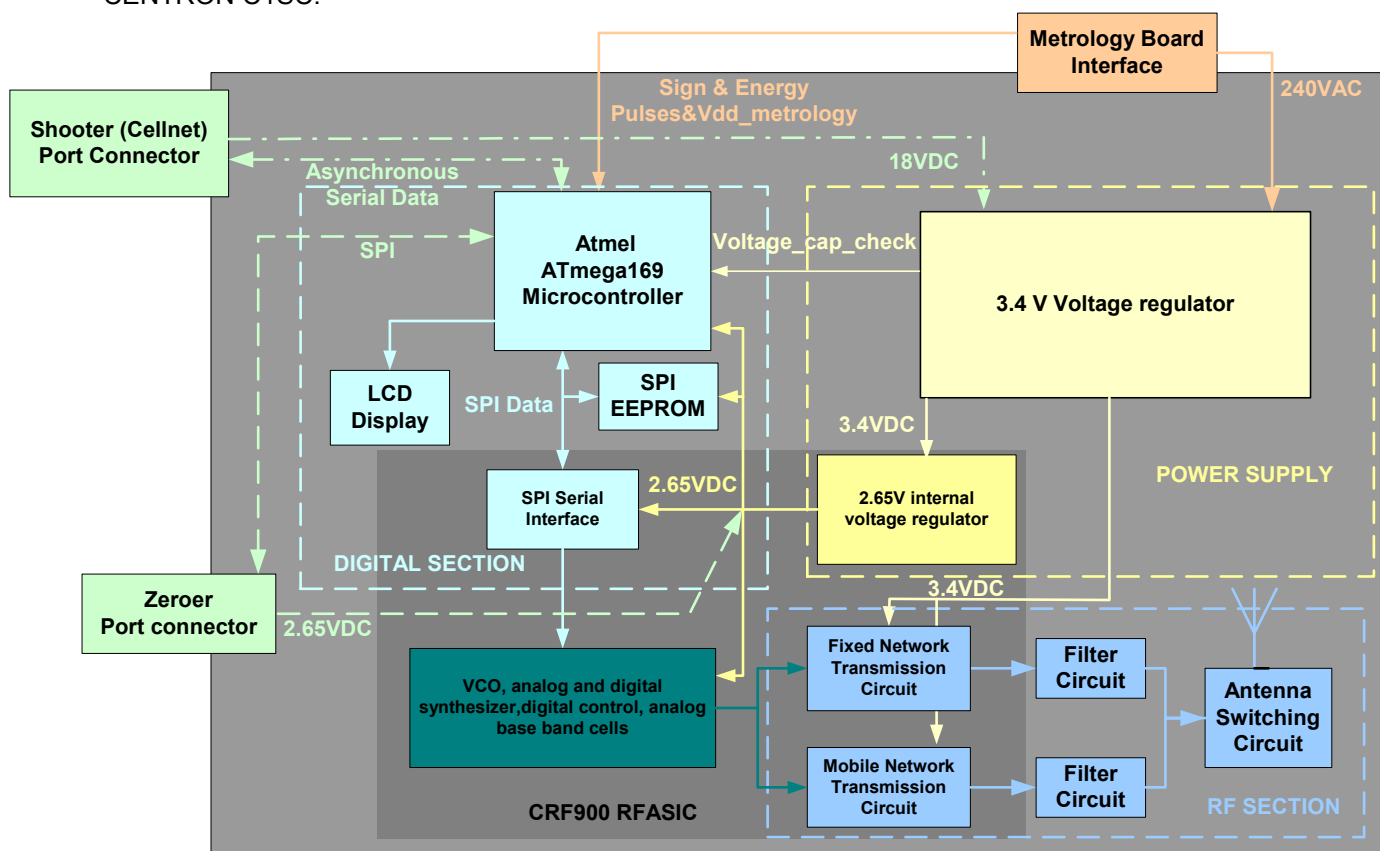 Metrology Board
Interface
Sign & Energy
Pulses&Vdd_metrology
240VAC
Shooter (Cellnet)
Port Connector
18VDC
Asynchronous
Serial Data
SPI
Atmel
ATmega169
Microcontroller
Voltage_cap_check
3.4 V Voltage regulator
LCD
Display
SPI Data
SPI
EEPROM
3.4VDC
SPI Serial
Interface
2.65VDC
2.65V internal
voltage regulator
POWER SUPPLY
DIGITAL SECTION
Zeroer
Port connector
2.65VDC
3.4VDC
VCO, analog and digital
synthesizer,digital control, analog
base band cells
Fixed Network
Transmission
Circuit
Filter
Circuit
Antenna
Switching
Circuit
Mobile Network
Transmission
Circuit
Filter
Circuit
CRF900 RFASIC
RF SECTION